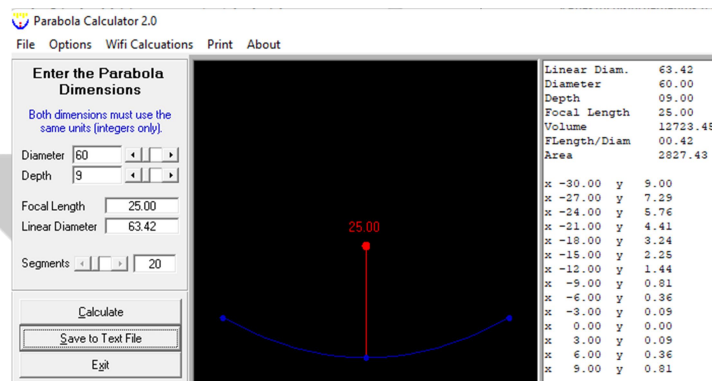 Parabola Calculator 2.0
File Options Wifi Calcuations Print About
Enter the Parabola
Dimensions
Both dimensions must use the
same units (integers only).
Diameter 60
Depth 9
Focal Length 25.00
Linear Diameter 63.42
Segments 20
Calculate
Save to Text File
Exit
25.00
Linear Diam. 63.42
Diameter 60.00
Depth 09.00
Focal Length 25.00
Volume 12723.45
FLength/Diam 00.42
Area 2827.43
x -30.00 y 9.00
x -27.00 y 7.29
x -24.00 y 5.76
x -21.00 y 4.41
x -18.00 y 3.24
x -15.00 y 2.25
x -12.00 y 1.44
x -9.00 y 0.81
x -6.00 y 0.36
x -3.00 y 0.09
x 0.00 y 0.00
x 3.00 y 0.09
x 6.00 y 0.36
x 9.00 y 0.81